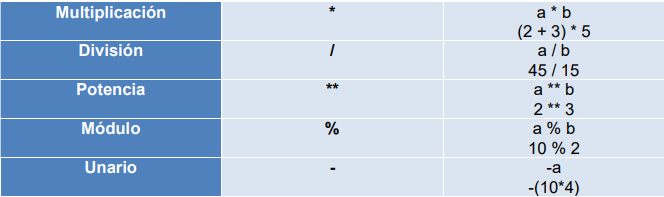 Multiplicación * a * b
(2 + 3) * 5
División / a / b
45 / 15
Potencia ** a ** b
2 ** 3
Módulo % a % b
10 % 2
Unario - -a
-(10*4)